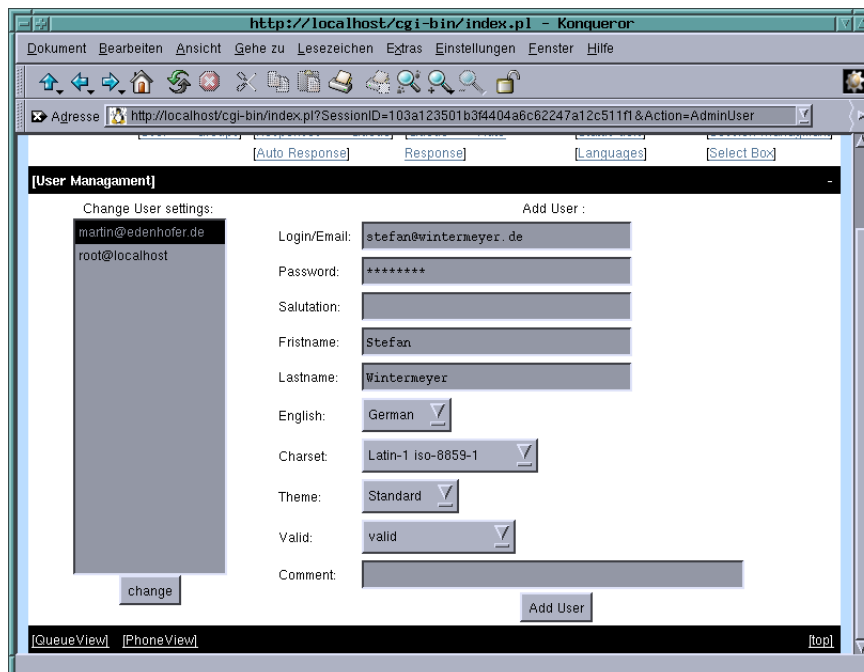 http://localhost/cgi-bin/index.pl - Konqueror
Dokument Bearbeiten Ansicht Gehe zu Lesezeichen Extras Einstellungen Fenster Hilfe
Adresse http://localhost/cgi-bin/index.pl?SessionID=103a123501b3f4404a6c62247a12c511f1&Action=AdminUser
[Auto Response] Response] [Languages] [Select Box]
[User Managament] -
Change User settings: Add User :
martin@edenhofer.de
root@localhost
Login/Email: stefan@wintermeyer.de
Password: ********
Salutation:
Fristname: Stefan
Lastname: Wintermeyer
English: German
Charset: Latin-1 iso-8859-1
Theme: Standard
Valid: valid
Comment:
change
Add User
[QueueView] [PhoneView] [top]